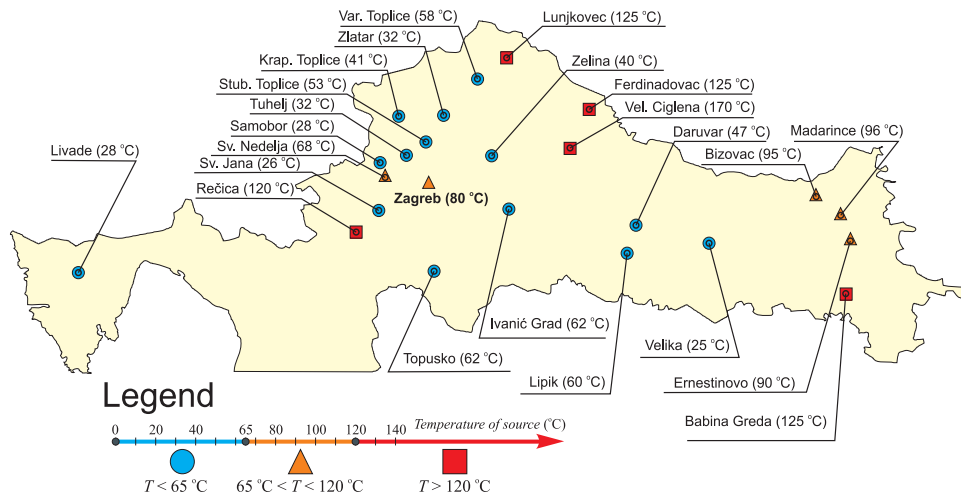 Var. Toplice (58 °C)
Lunjkovec (125 °C)
Zlatar (32 °C)
Krap. Toplice (41 °C)
Zelina (40 °C)
Stub. Toplice (53 °C)
Ferdinadovac (125 °C)
Tuhelj (32 °C)
Vel. Ciglena (170 °C)
Samobor (28 °C)
Daruvar (47 °C)
Madarince (96 °C)
Livade (28 °C)
Sv. Nedelja (68 °C)
Bizovac (95 °C)
Sv. Jana (26 °C)
Rečica (120 °C)
Zagreb (80 °C)
Ivanić Grad (62 °C)
Topusko (62 °C)
Velika (25 °C)
Lipik (60 °C)
Ernestinovo (90 °C)
Babina Greda (125 °C)
Legend
0 20 40 65 80 100 120 140 Temperature of source (°C)
T < 65 °C 65 °C < T < 120 °C T > 120 °C